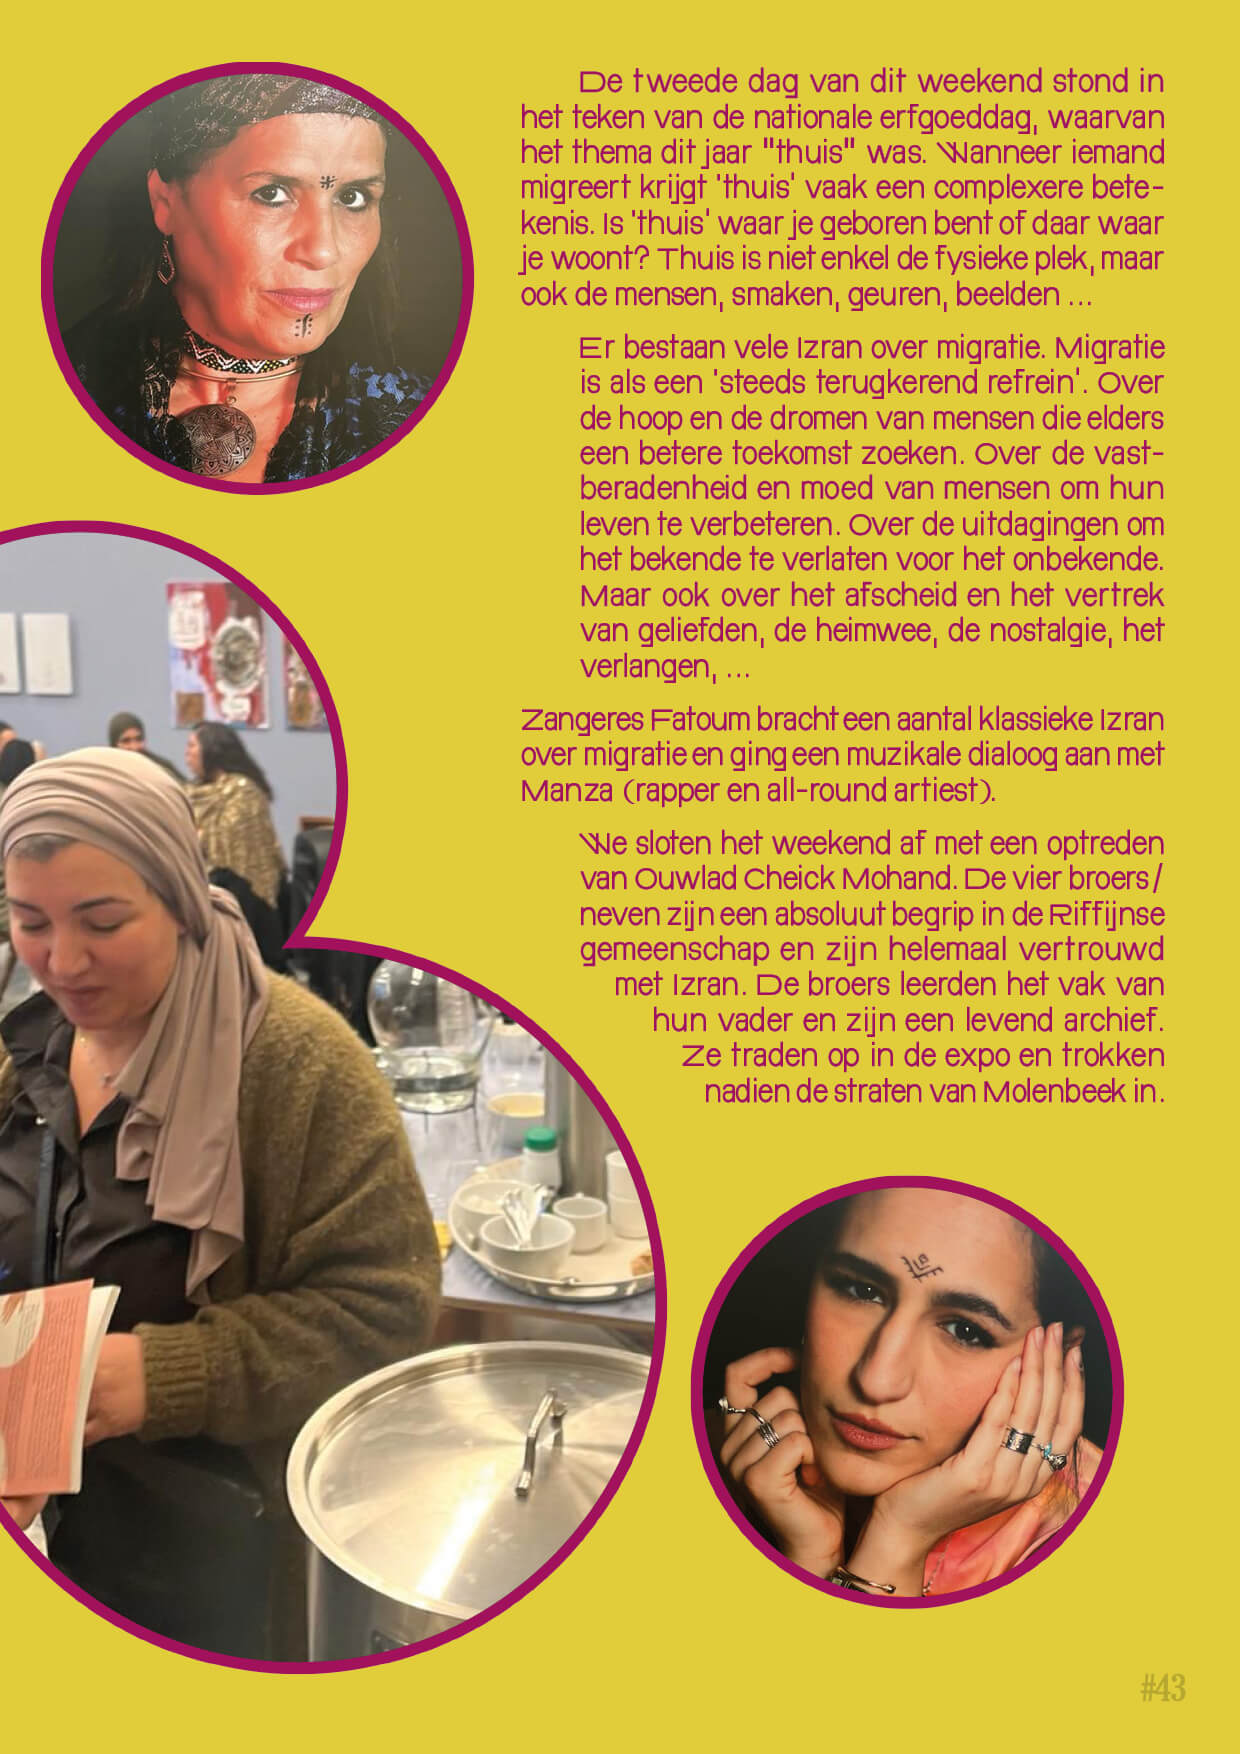 De tweede dag van dit weekend stond in
het teken van de nationale erfgoeddag, waarvan
het thema dit jaar "thuis" was. Wanneer iemand
migreert krijgt 'thuis' vaak een complexere bete-
kenis. Is 'thuis' waar je geboren bent of daar waar
je woont? Thuis is niet enkel de fysieke plek, maar
ook de mensen, smaken, geuren, beelden ...
Er bestaan vele Izran over migratie. Migratie
is als een 'steeds terugkerend refrein'. Over
de hoop en de dromen van mensen die elders
een betere toekomst zoeken. Over de vast-
beradenheid en moed van mensen om hun
leven te verbeteren. Over de uitdagingen om
het bekende te verlaten voor het onbekende.
Maar ook over het afscheid en het vertrek
van geliefden, de heimwee, de nostalgie, het
verlangen, ...
Zangeres Fatoum bracht een aantal klassieke Izran
over migratie en ging een muzikale dialoog aan met
Manza (rapper en all-round artiest).
We sloten het weekend af met een optreden
van Ouwlad Cheick Mohand. De vier broers/
neven zijn een absoluut begrip in de Riffijnse
gemeenschap en zijn helemaal vertrouwd
met Izran. De broers leerden het vak van
hun vader en zijn een levend archief.
Ze traden op in de expo en trokken
nadien de straten van Molenbeek in.
#43